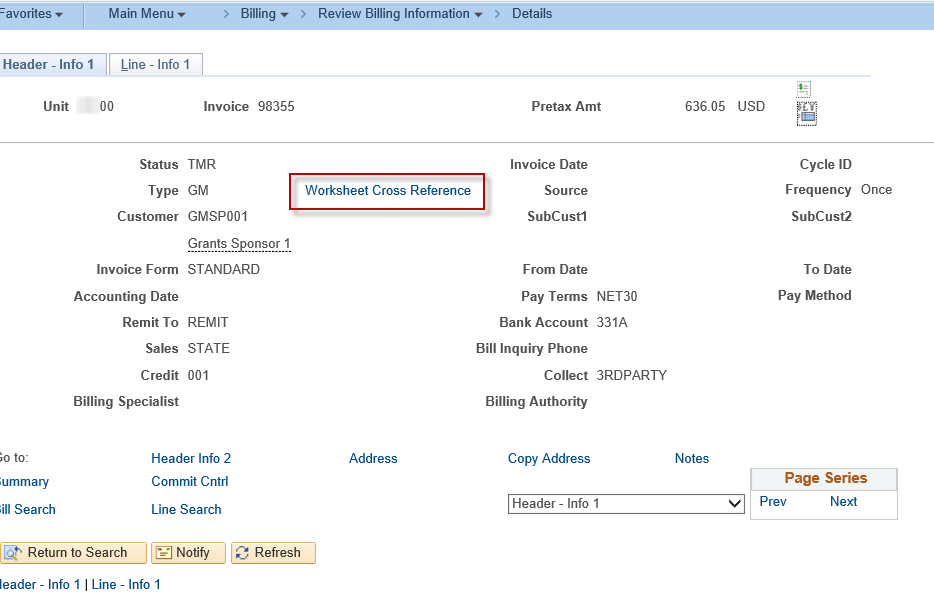 Favorites Main Menu > Billing > Review Billing Information > Details
Header - Info 1 Line - Info 1
Unit 00 Invoice 98355 Pretax Amt 636.05 USD
Status TMR Invoice Date Cycle ID
Type GM Worksheet Cross Reference Source Frequency Once
Customer GMSP001 SubCust1 SubCust2
Grants Sponsor 1
Invoice Form STANDARD From Date To Date
Accounting Date Pay Terms NET30 Pay Method
Remit To REMIT Bank Account 331A
Sales STATE Bill Inquiry Phone
Credit 001 Collect 3RDPARTY
Billing Specialist Billing Authority
Go to: Header Info 2 Address Copy Address Notes
Summary Commit Cntrl Page Series
Bill Search Line Search Header - Info 1 Prev Next
Return to Search Notify Refresh
Header - Info 1 | Line - Info 1